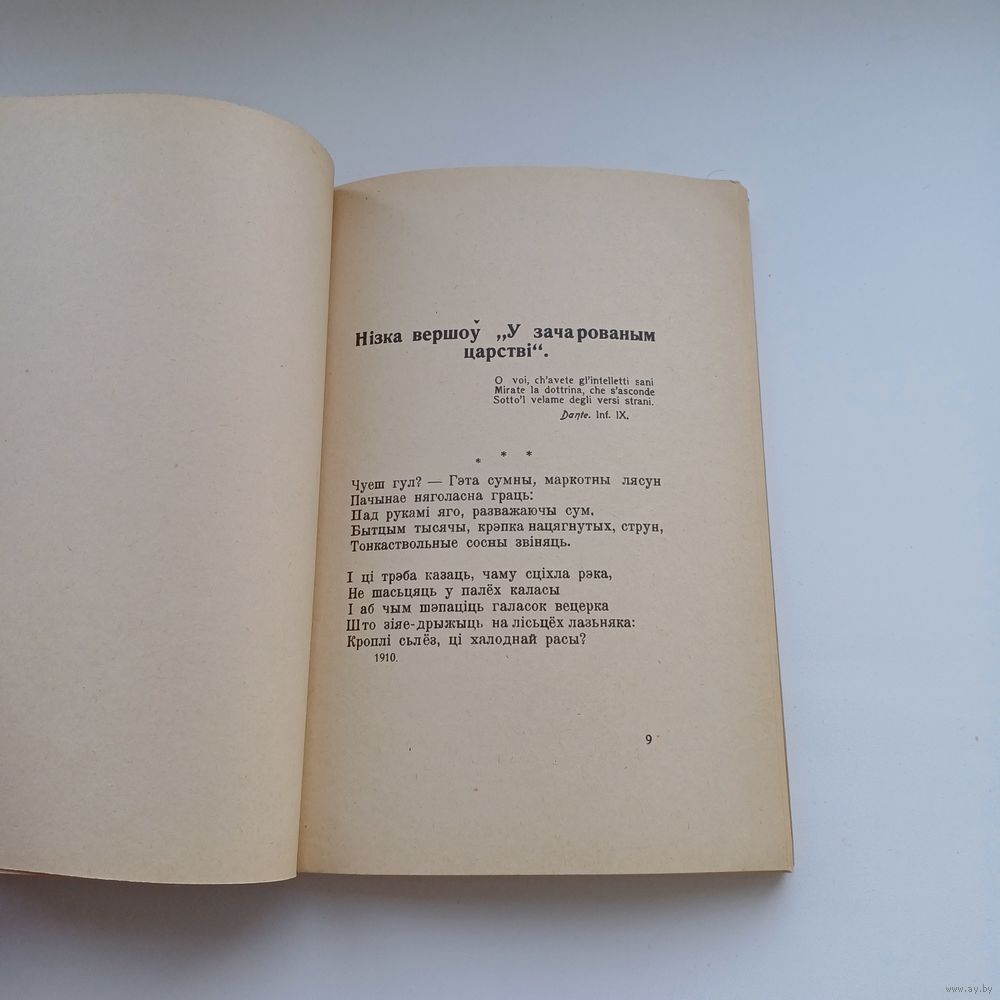 Нізка вершоў „У зачарованым
царстві“.
O voi, ch'avete gl'intelletti sani
Mirate la dottrina, che s'asconde
Sotto'l velame degli versi strani.
Dante. Inf. IX.
* * *
Чуеш гул? — Гэта сумны, маркотны лясун
Пачынае няголасна граць:
Пад рукамі яго, разважаючы сум.
Бытцым тысячы, крэпка нацягнутых, струн,
Тонкаствольные сосны звіняць.
І ці трэба казаць, чаму сціхла рэка,
Не шасьцяць у палёх каласы
І аб чым шэпаціць галасок вецерка
Што зіяе-дрыжыць на лісьцёх лазьняка:
Кроплі сьлёз, ці халоднай расы?
1910.
9
www.ay.by